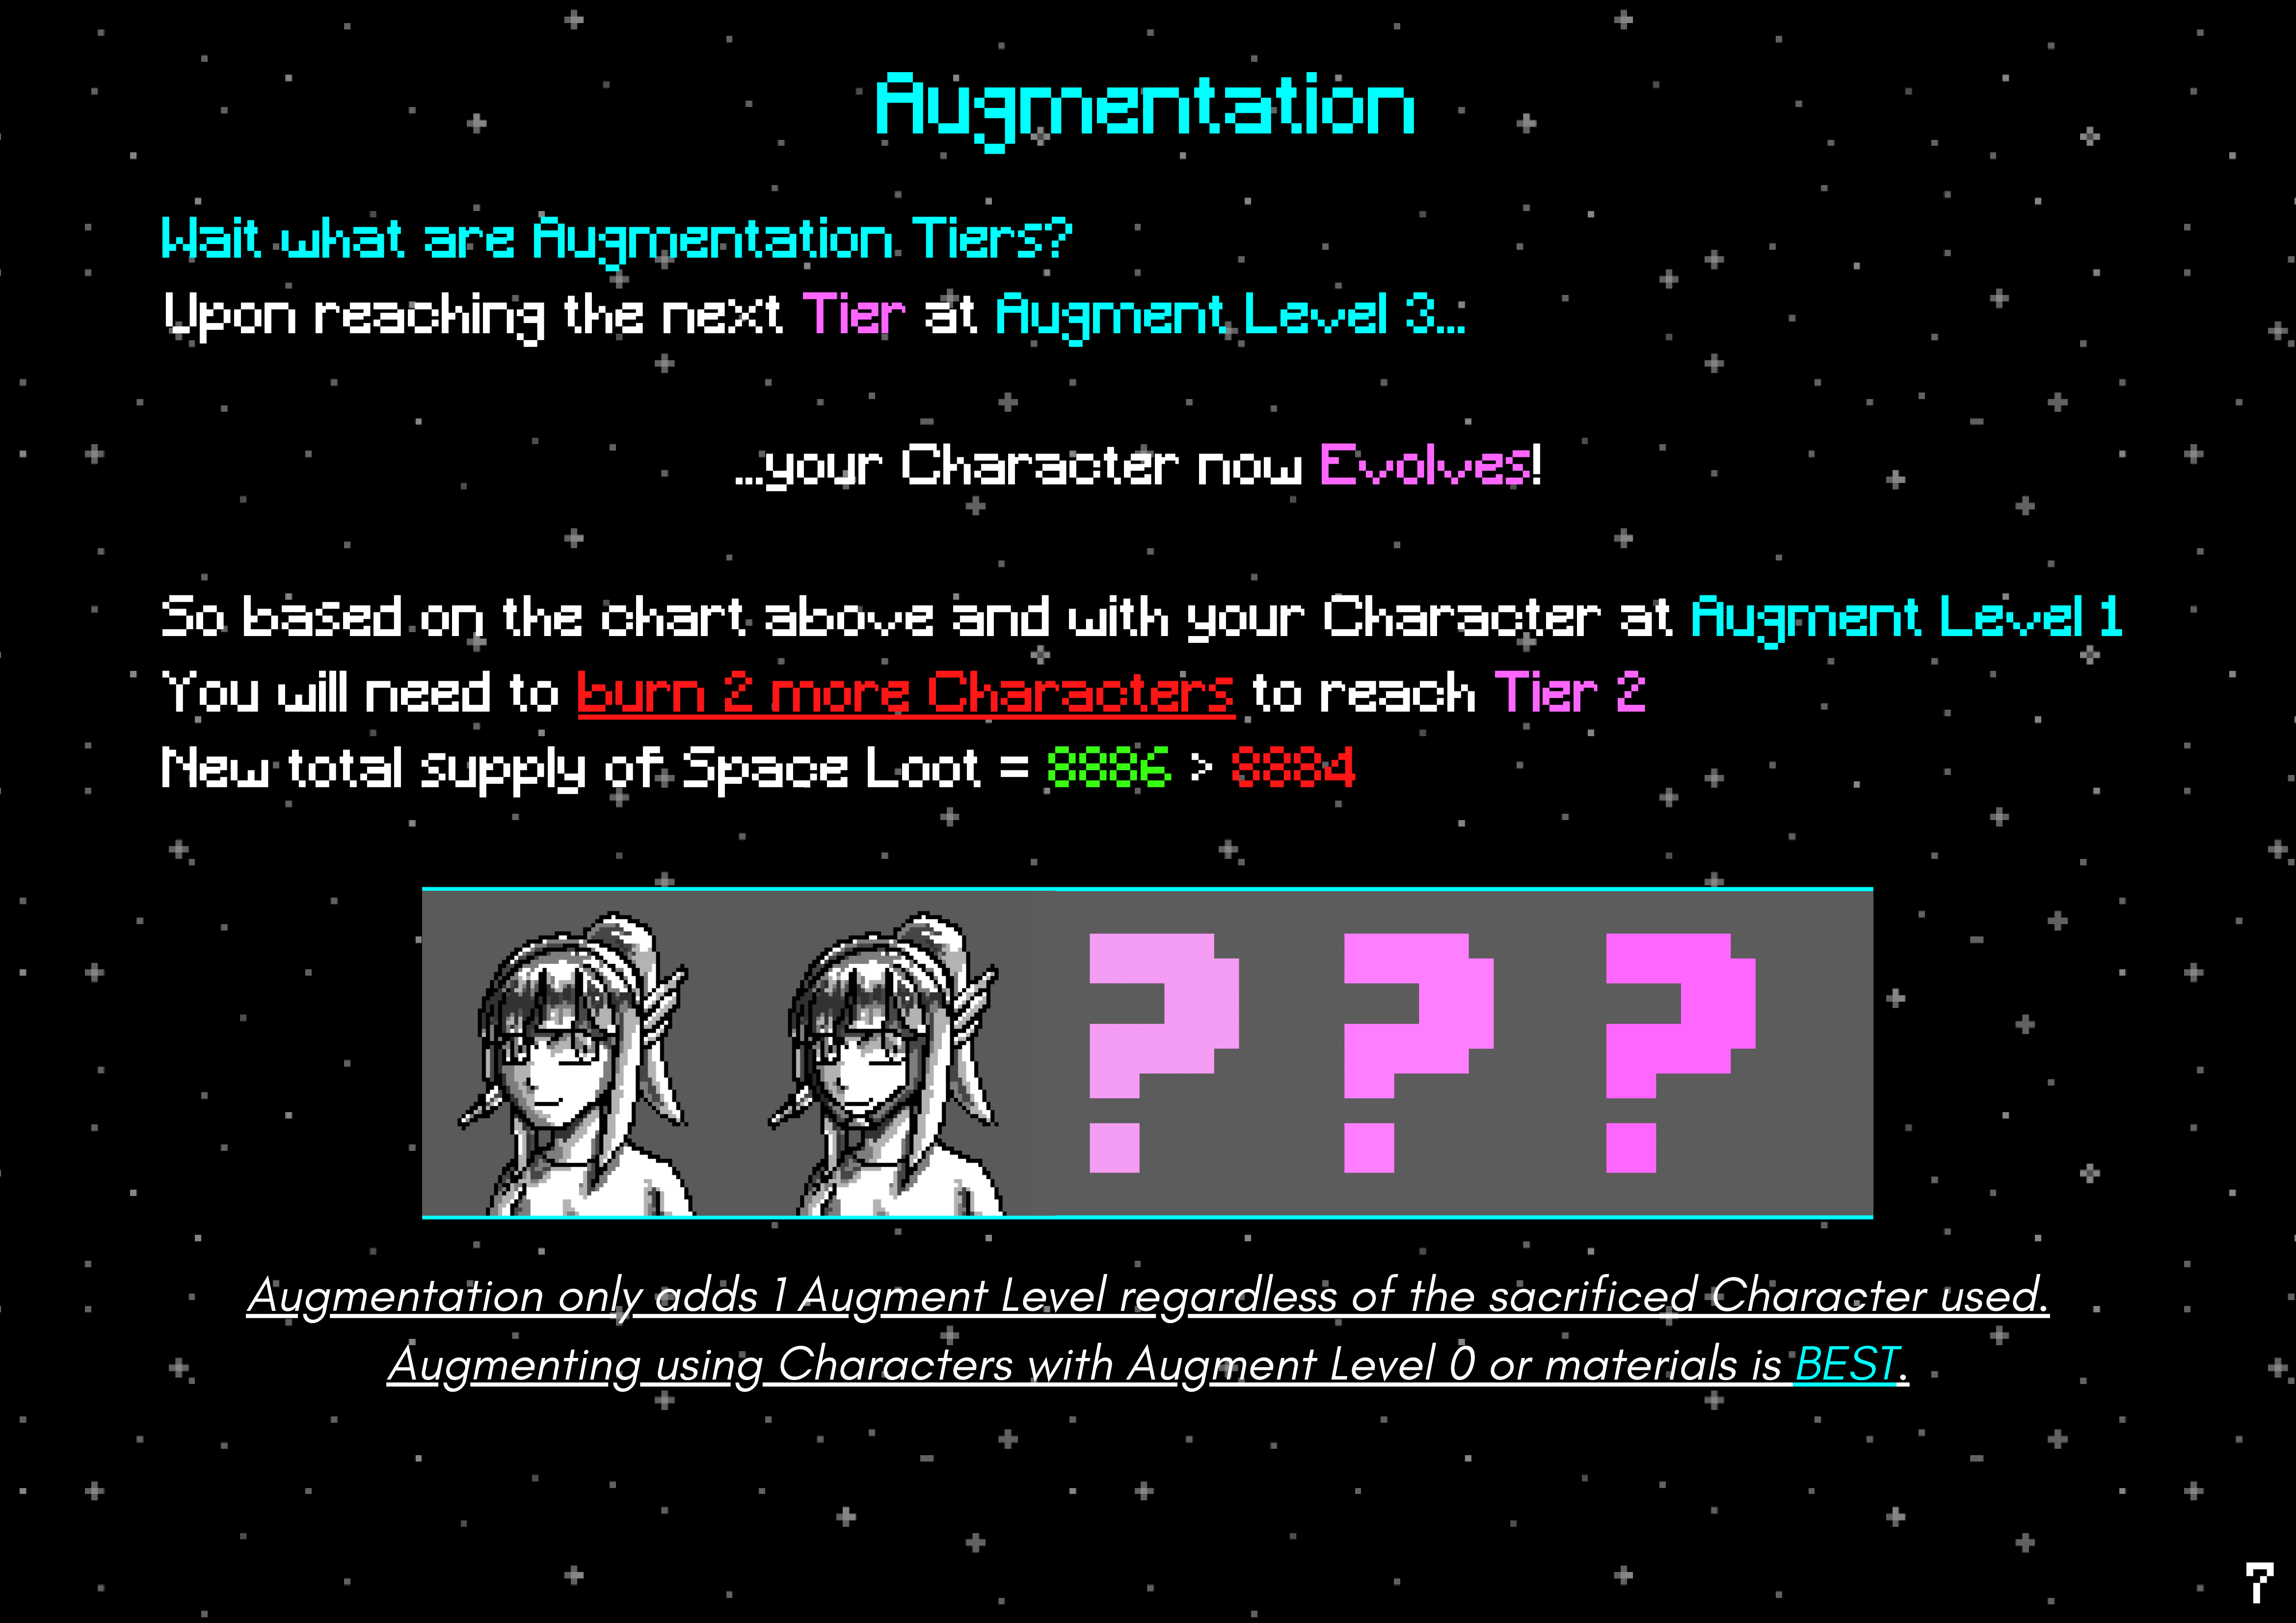 Augmentation
Wait what are Augmentation Tiers?
Upon reaching the next Tier at Augment Level 3...
...your Character now Evolves!
So based on the chart above and with your Character at Augment Level 1
You will need to burn 2 more Characters to reach Tier 2
New total supply of Space Loot = 8886 > 8884
? ? ?
Augmentation only adds 1 Augment Level regardless of the sacrificed Character used.
Augmenting using Characters with Augment Level 0 or materials is BEST.
7